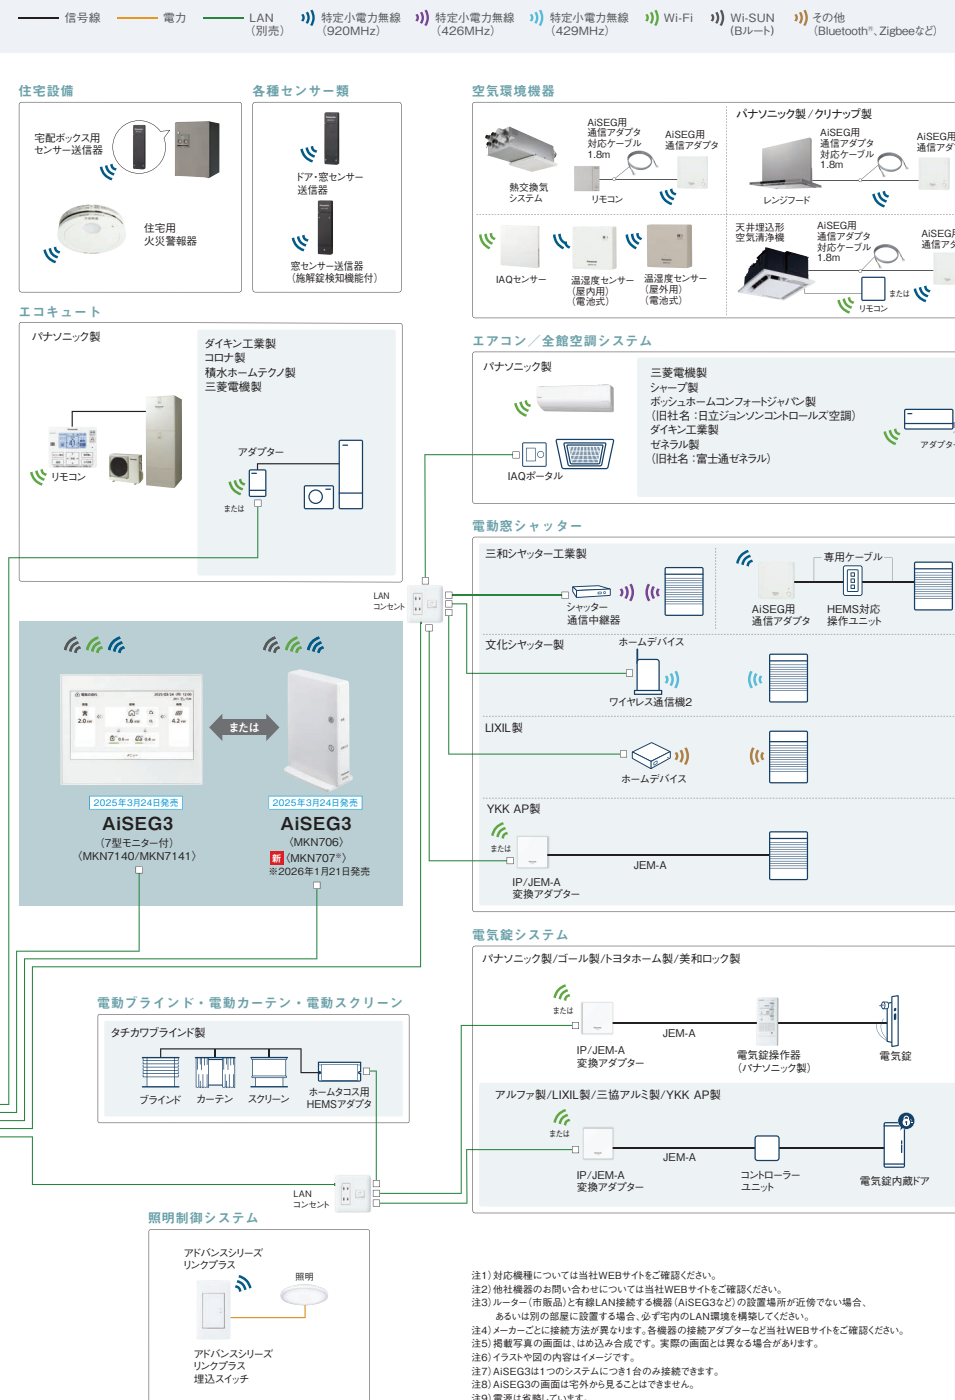 信号線
電力
LAN
(別売)
特定小電力無線
(920MHz)
特定小電力無線
(426MHz)
特定小電力無線
(429MHz)
Wi-Fi
Wi-SUN
(Bルート)
その他
(Bluetooth®、Zigbeeなど)
住宅設備
宅配ボックス用
センサー送信器
住宅用
火災警報器
各種センサー類
ドア・窓センサー
送信器
窓センサー送信器
(施解錠検知機能付)
空気環境機器
熱交換気
システム
AiSEG用
通信アダプタ
対応ケーブル
1.8m
リモコン
AiSEG用
通信アダプタ
パナソニック製/クリナップ製
レンジフード
AiSEG用
通信アダプタ
対応ケーブル
1.8m
AiSEG用
通信アダ
IAQセンサー
温湿度センサー
(屋内用)
(電池式)
温湿度センサー
(屋外用)
(電池式)
天井埋込形
空気清浄機
AiSEG用
通信アダプタ
対応ケーブル
1.8m
AiSEG用
通信アダ
または
リモコン
エコキュート
パナソニック製
リモコン
ダイキン工業製
コロナ製
積水ホームテクノ製
三菱電機製
アダプター
または
エアコン/全館空調システム
パナソニック製
IAQポータル
三菱電機製
シャープ製
ボッシュホームコンフォートジャパン製
(旧社名:日立ジョンソンコントロールズ空調)
ダイキン工業製
ゼネラル製
(旧社名:富士通ゼネラル)
アダプター
LAN
コンセント
電動窓シャッター
三和シヤッター工業製
シャッター
通信中継器
専用ケーブル
AiSEG用
通信アダプタ
HEMS対応
操作ユニット
文化シヤッター製
ホームデバイス
ワイヤレス通信機2
LIXIL製
ホームデバイス
YKK AP製
または
IP/JEM-A
変換アダプター
JEM-A
または
2025年3月24日発売
AiSEG3
(7型モニター付)
〈MKN7140/MKN7141〉
2025年3月24日発売
AiSEG3
〈MKN706〉
新〈MKN707※〉
※2026年1月21日発売
電気錠システム
パナソニック製/ゴール製/トヨタホーム製/美和ロック製
または
IP/JEM-A
変換アダプター
JEM-A
電気錠操作器
(パナソニック製)
電気錠
アルファ製/LIXIL製/三協アルミ製/YKK AP製
または
IP/JEM-A
変換アダプター
JEM-A
コントローラー
ユニット
電気錠内蔵ドア
電動ブラインド・電動カーテン・電動スクリーン
タチカワブラインド製
ブラインド
カーテン
スクリーン
ホームタコス用
HEMSアダプタ
LAN
コンセント
照明制御システム
アドバンスシリーズ
リンクプラス
照明
アドバンスシリーズ
リンクプラス
埋込スイッチ
注1)対応機種については当社WEBサイトをご確認ください。
注2)他社機器のお問い合わせについては当社WEBサイトをご確認ください。
注3)ルーター(市販品)と有線LAN接続する機器(AiSEG3など)の設置場所が近傍でない場合、
あるいは別の部屋に設置する場合、必ず宅内のLAN環境を構築してください。
注4)メーカーごとに接続方法が異なります。各機器の接続アダプターなど当社WEBサイトをご確認ください。
注5)掲載写真の画面は、はめ込み合成です。実際の画面とは異なる場合があります。
注6)イラストや図の内容はイメージです。
注7)AiSEG3は1つのシステムにつき1台のみ接続できます。
注8)AiSEG3の画面は宅外から見ることはできません。
注9)電源は省略しています。